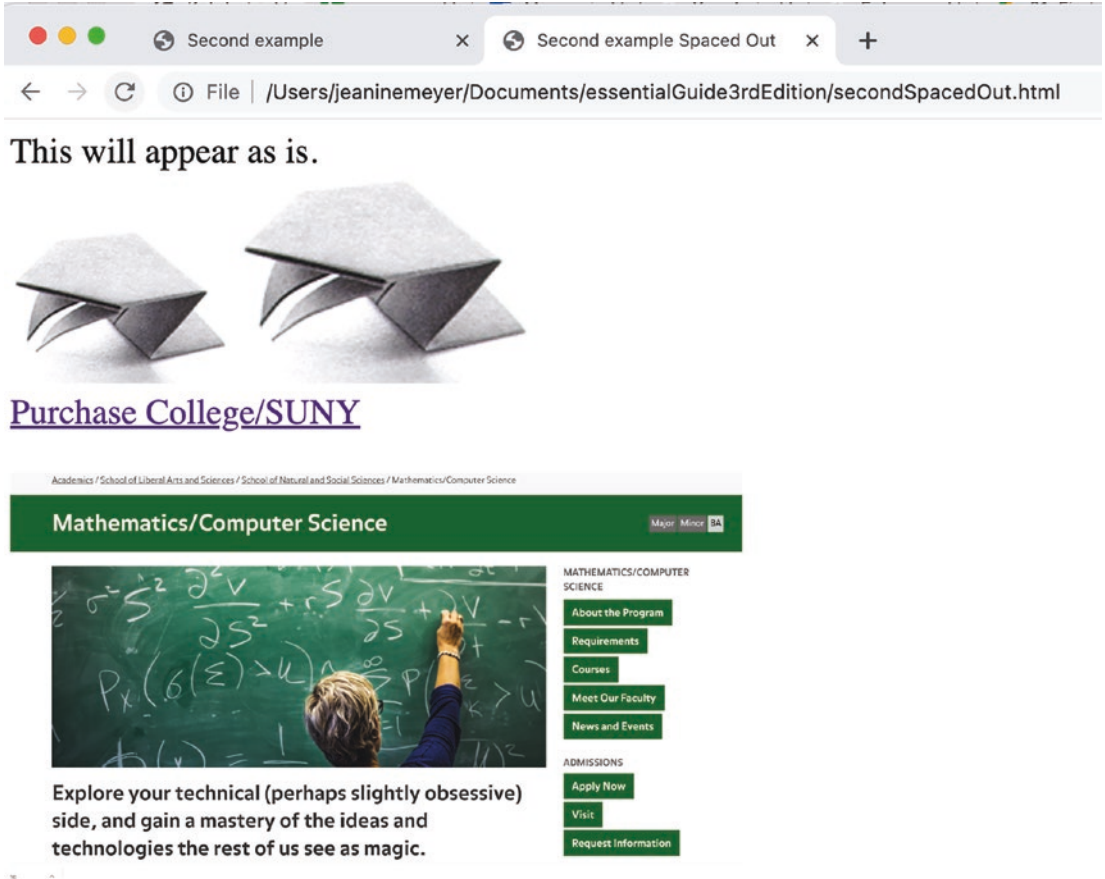 Second example
Second example Spaced Out
File /Users/jeaninemeyer/Documents/essentialGuide3rdEdition/secondSpacedOut.html
This will appear as is.
Purchase College/SUNY
Academics / School of Liberal Arts and Sciences / School of Natural and Social Sciences / Mathematics/Computer Science
Mathematics/Computer Science
Major Minor BA
MATHEMATICS/COMPUTER
SCIENCE
About the Program
Requirements
Courses
Meet Our Faculty
News and Events
ADMISSIONS
Apply Now
Visit
Request Information
Explore your technical (perhaps slightly obsessive)
side, and gain a mastery of the ideas and
technologies the rest of us see as magic.